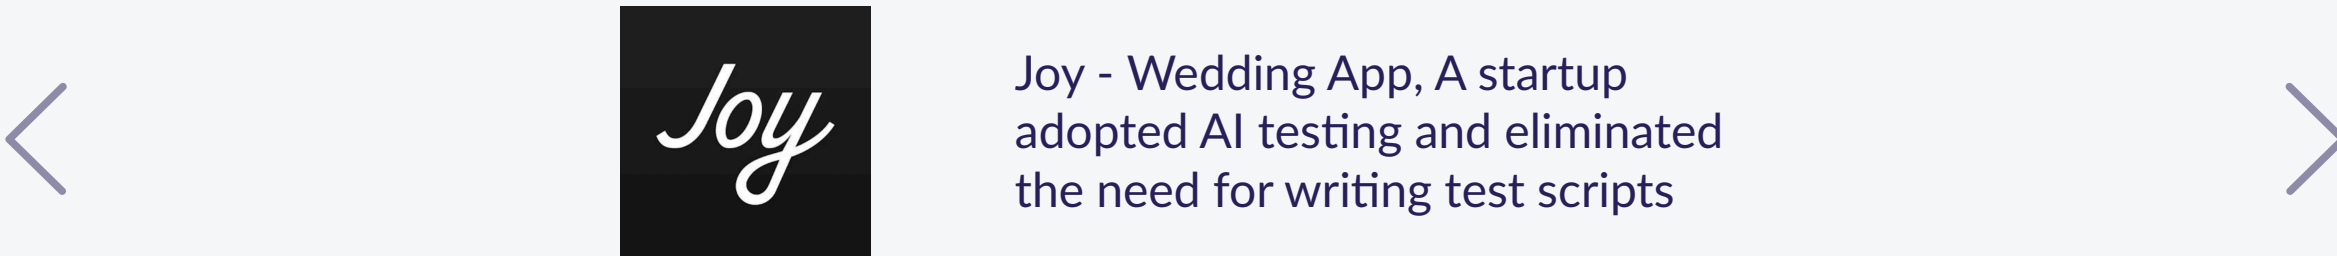 Joy
Joy - Wedding App, A startup
adopted AI testing and eliminated
the need for writing test scripts